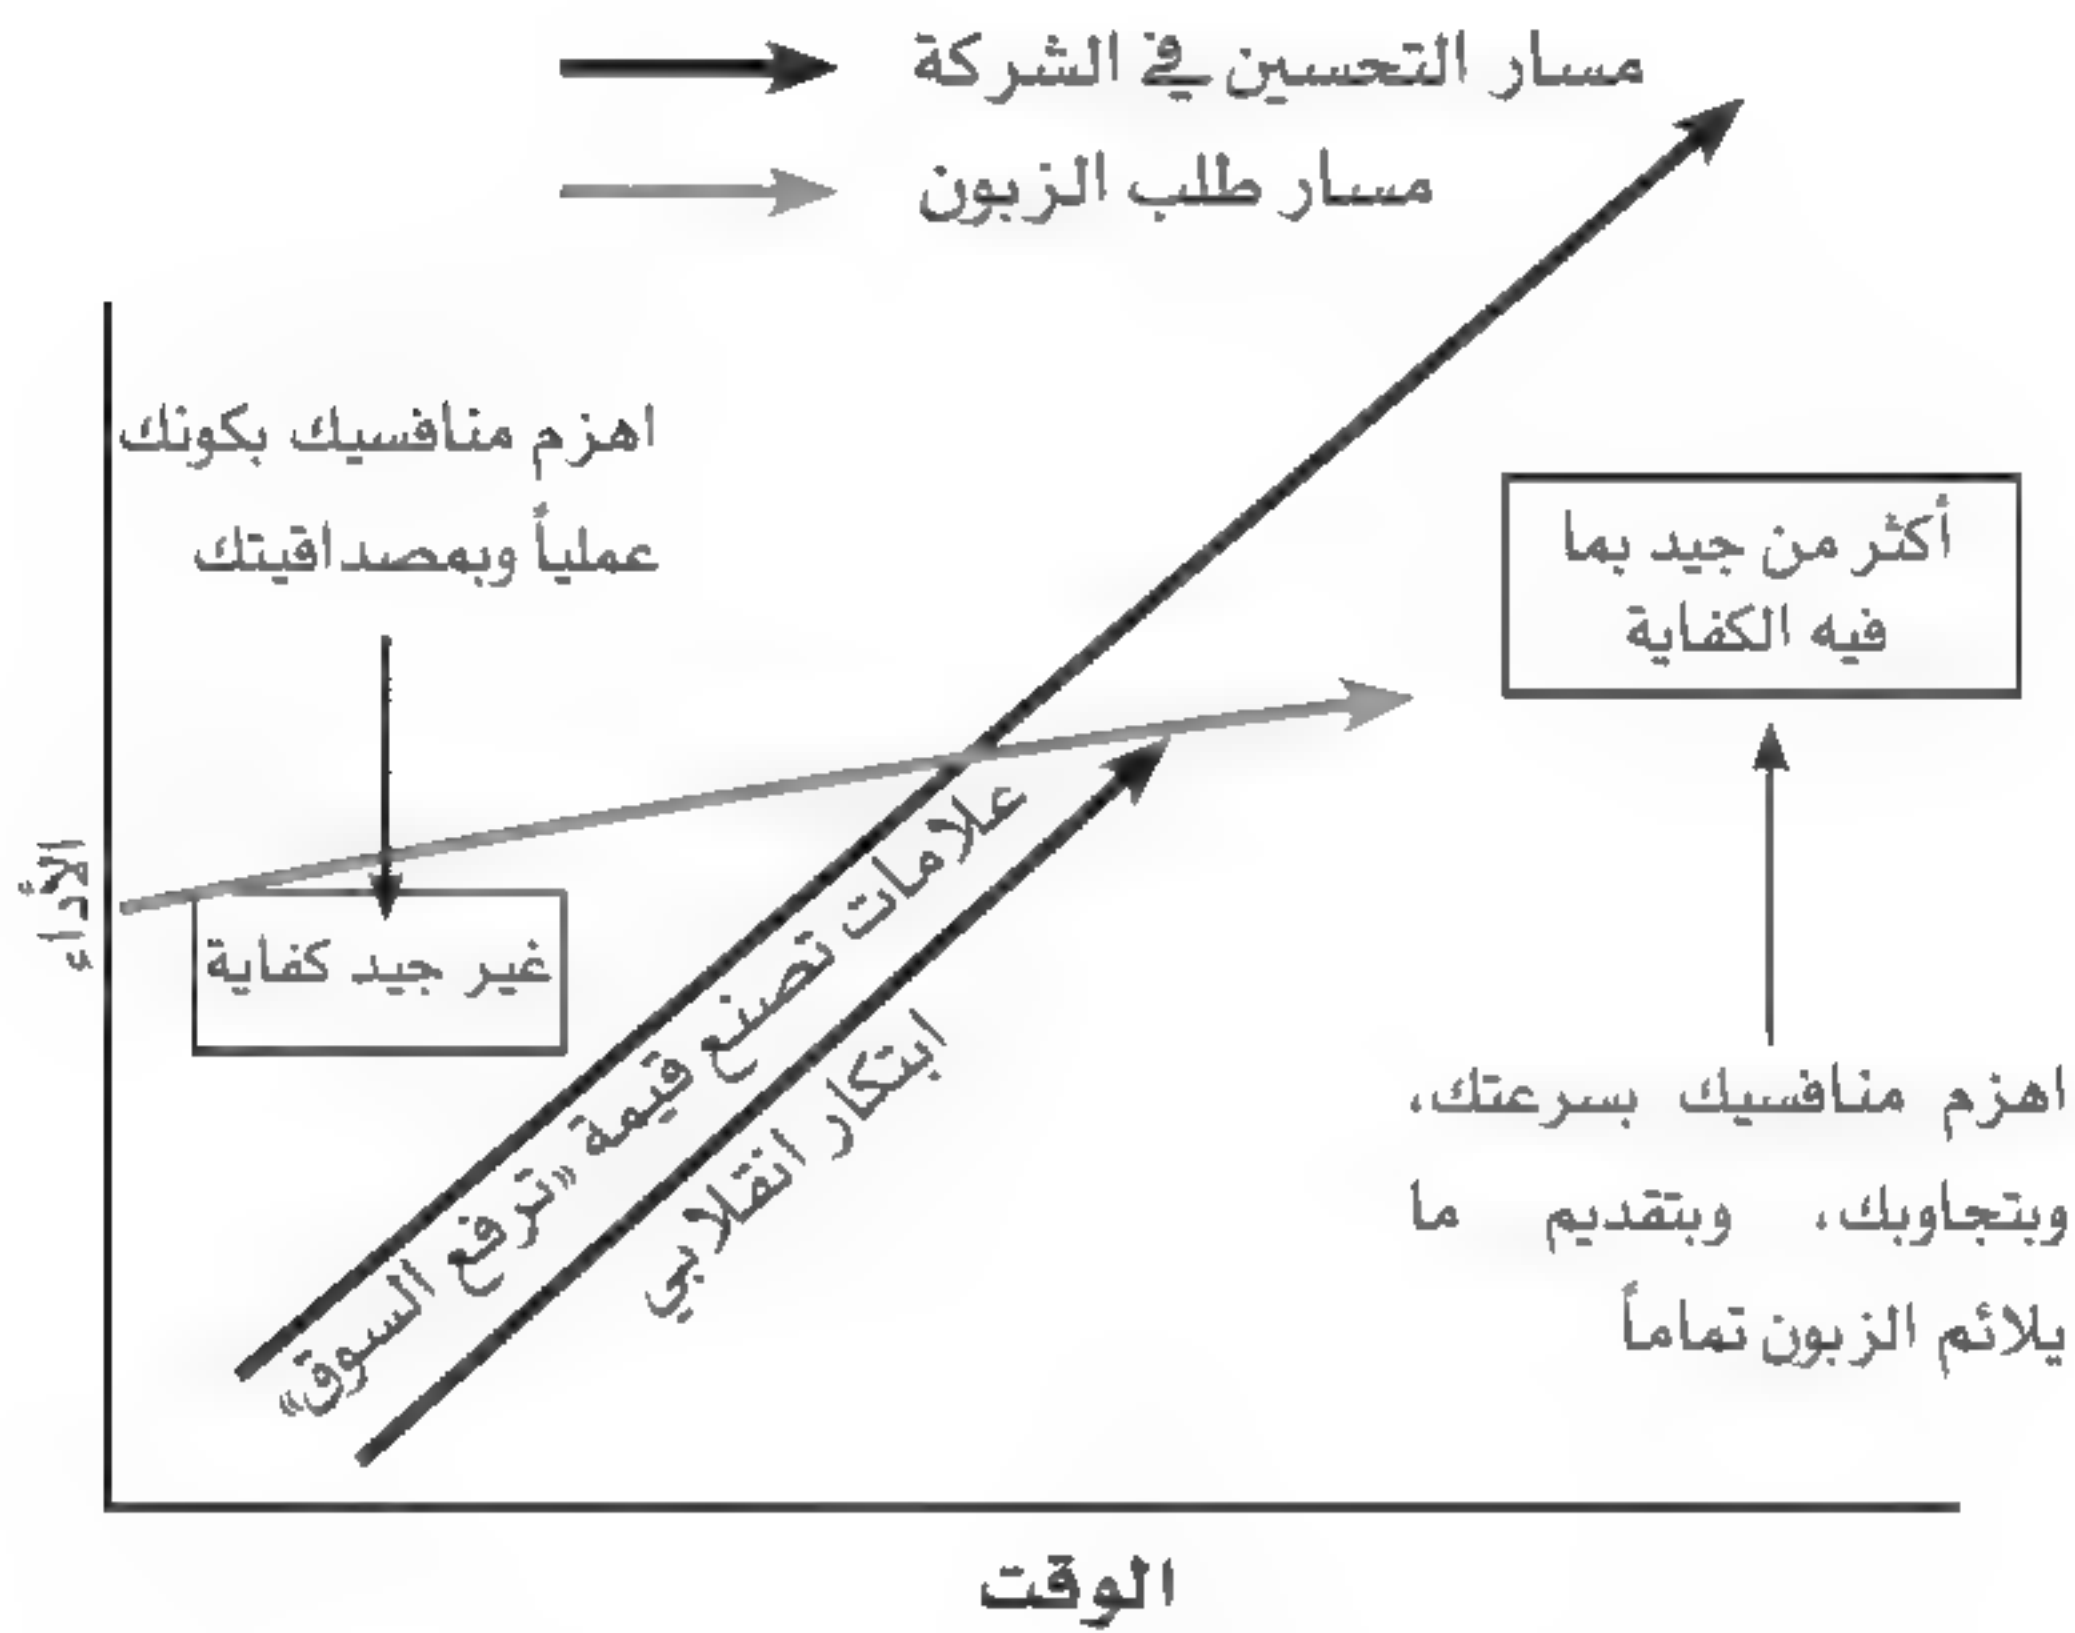 مسار التحسين في الشركة
مسار طلب الزبون
اهزم منافسيك بكونك
عملياً وبمصداقيتك
أكثر من جيد بما
فيه الكفاية
غير جيد كفاية
الأداء
علامات تصنع قيمة «ترفع السوق»
ابتكار انقلابي
اهزم منافسيك بسرعتك،
وبتجاوبك، وبتقديم ما
يلائم الزبون تماماً
الوقت